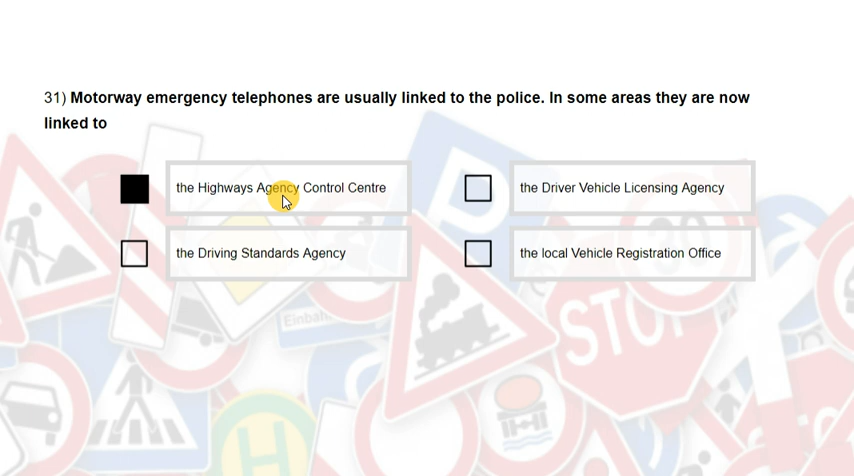 31) Motorway emergency telephones are usually linked to the police. In some areas they are now
linked to
the Highways Agency Control Centre
the Driver Vehicle Licensing Agency
the Driving Standards Agency
the local Vehicle Registration Office
30
P
STOP
Einbah
H